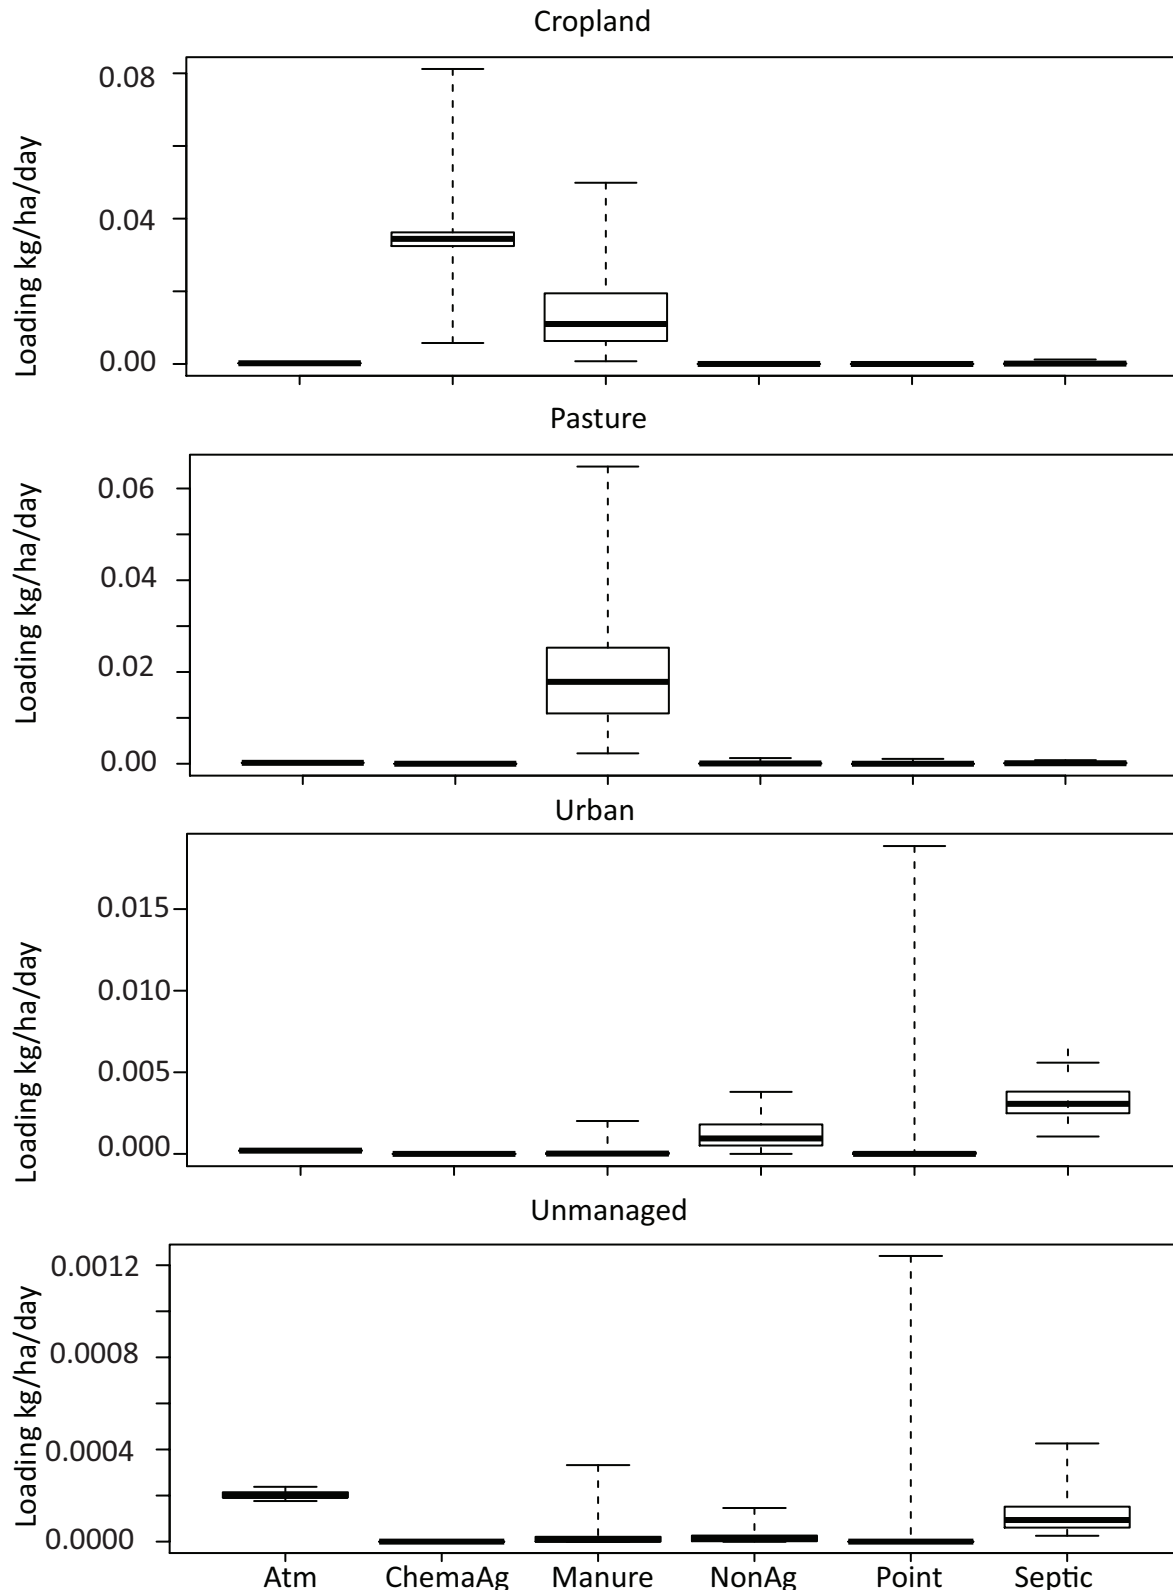 Cropland
Loading kg/ha/day
0.08
0.04
0.00
Pasture
Loading kg/ha/day
0.06
0.04
0.02
0.00
Urban
Loading kg/ha/day
0.015
0.010
0.005
0.000
Unmanaged
Loading kg/ha/day
0.0012
0.0008
0.0004
0.0000
Atm ChemaAg Manure NonAg Point Septic